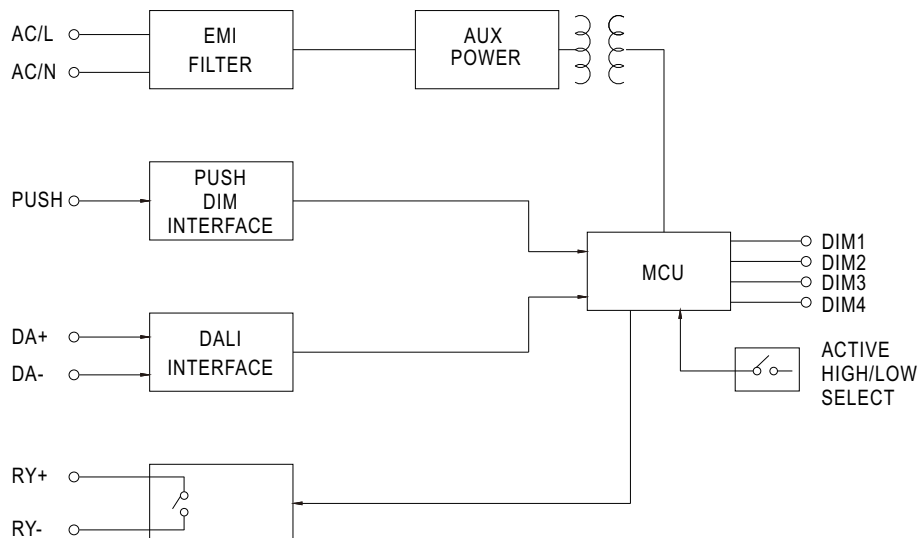 AC/L
AC/N
EMI
FILTER
AUX
POWER
PUSH
PUSH
DIM
INTERFACE
MCU
DIM1
DIM2
DIM3
DIM4
DA+
DA-
DALI
INTERFACE
ACTIVE
HIGH/LOW
SELECT
RY+
RY-